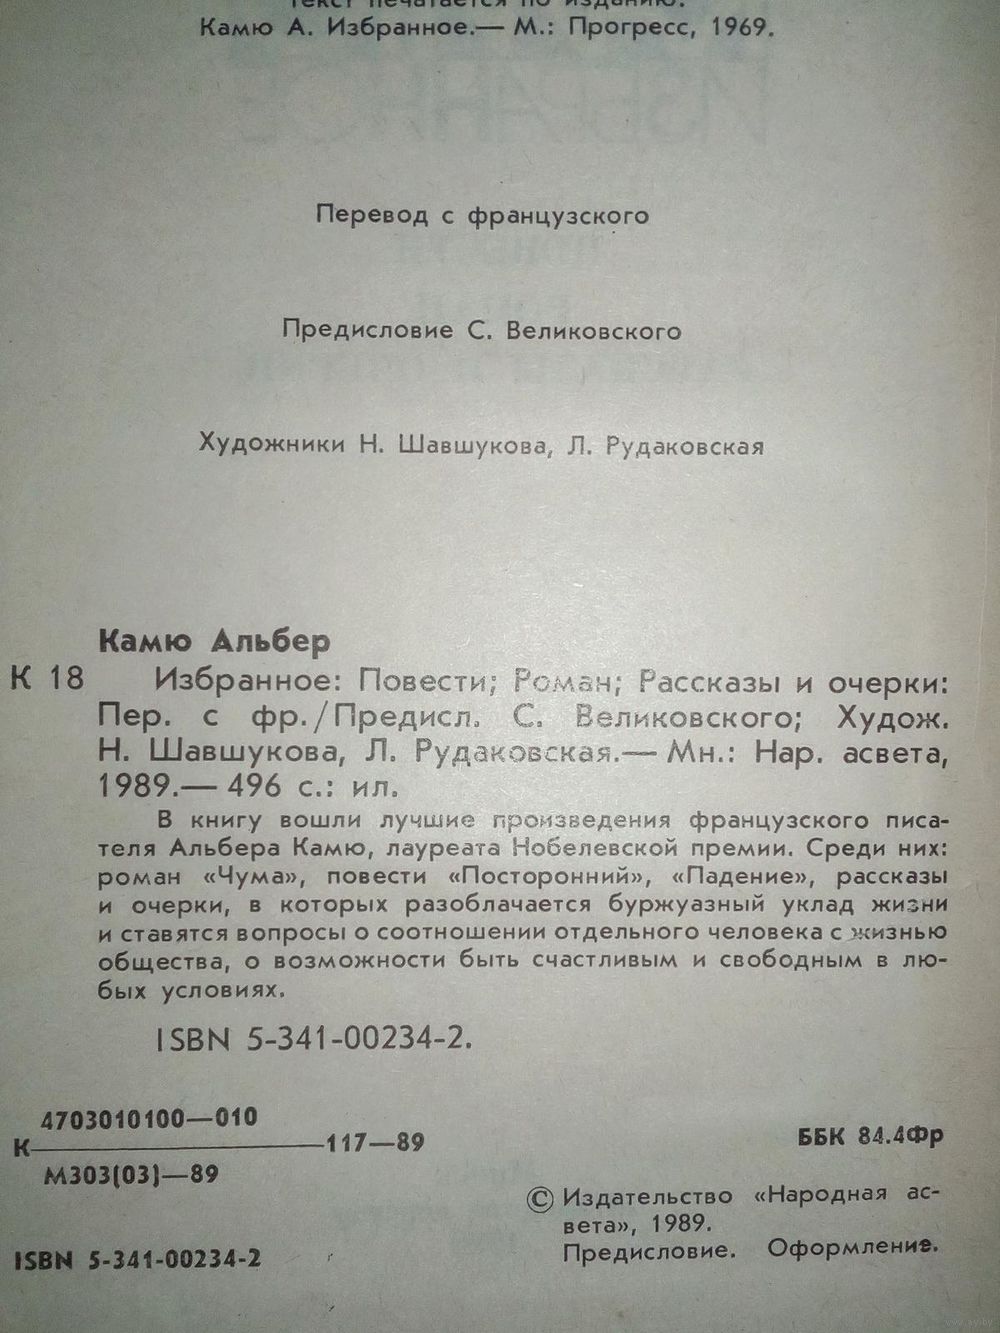 Текст печатается по изданию:
Камю А. Избранное.— М.: Прогресс, 1969.
Перевод с французского
Предисловие С. Великовского
Художники Н. Шавшукова, Л. Рудаковская
Камю Альбер
К 18 Избранное: Повести; Роман; Рассказы и очерки:
Пер. с фр./Предисл. С. Великовского; Худож.
Н. Шавшукова, Л. Рудаковская.— Мн.: Нар. асвета,
1989.— 496 с.: ил.
В книгу вошли лучшие произведения французского писа-
теля Альбера Камю, лауреата Нобелевской премии. Среди них:
роман «Чума», повести «Посторонний», «Падение», рассказы
и очерки, в которых разоблачается буржуазный уклад жизни
и ставятся вопросы о соотношении отдельного человека с жизнью
общества, о возможности быть счастливым и свободным в лю-
бых условиях.
ISBN 5-341-00234-2.
4703010100—010
К—117—89
М303(03)—89
ББК 84.4Фр
© Издательство «Народная ас-
вета», 1989.
Предисловие. Оформление.
ISBN 5-341-00234-2